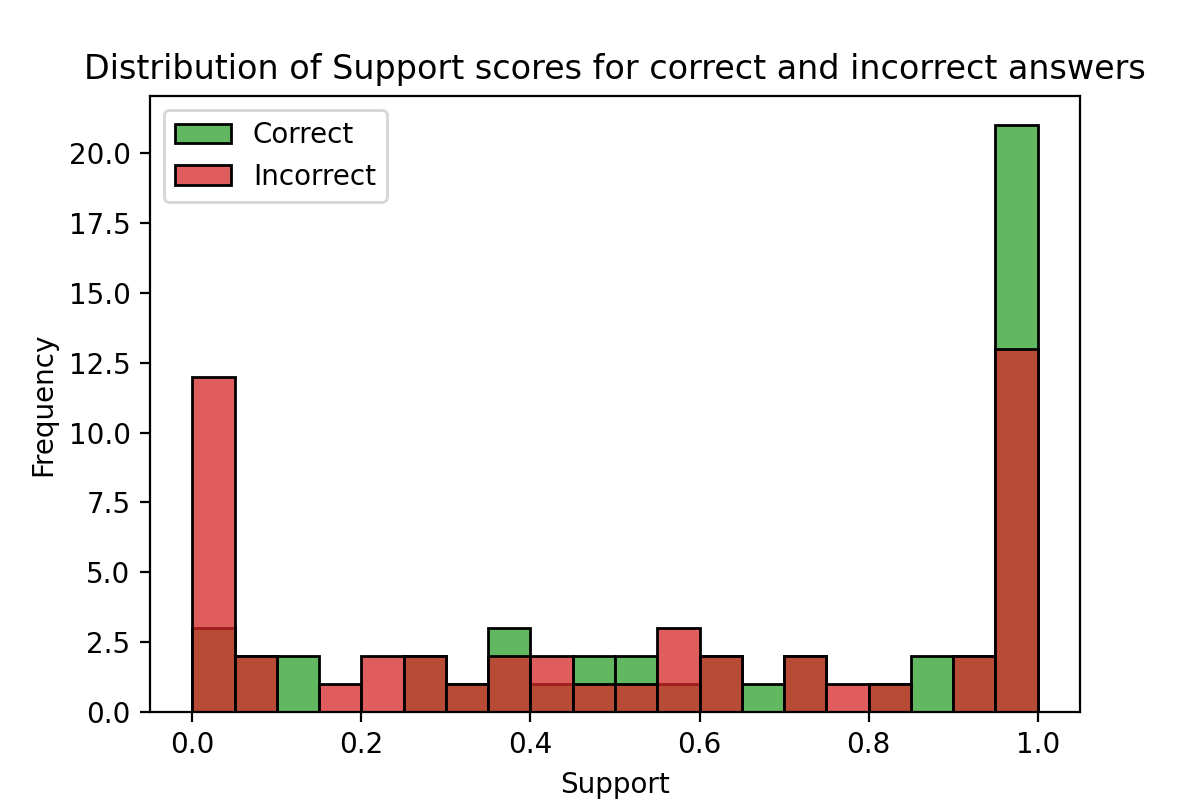 Distribution of Support scores for correct and incorrect answers
Correct
Incorrect
Frequency
20.0
17.5
15.0
12.5
10.0
7.5
5.0
2.5
0.0
0.0 0.2 0.4 0.6 0.8 1.0
Support